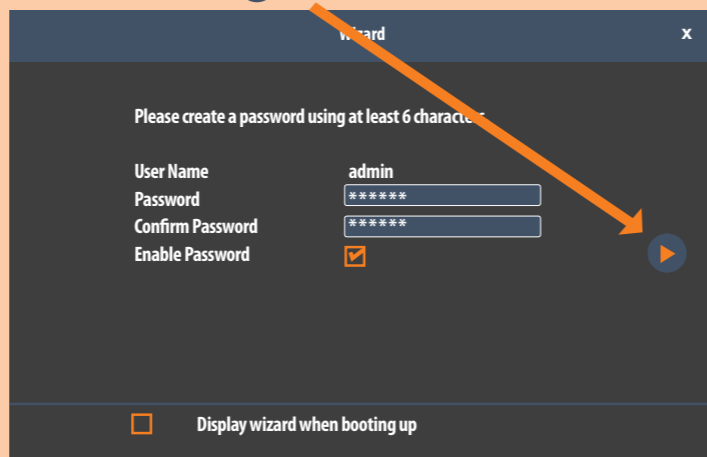 Wizard x
Please create a password using at least 6 characters
User Name admin
Password ******
Confirm Password ******
Enable Password
Display wizard when booting up